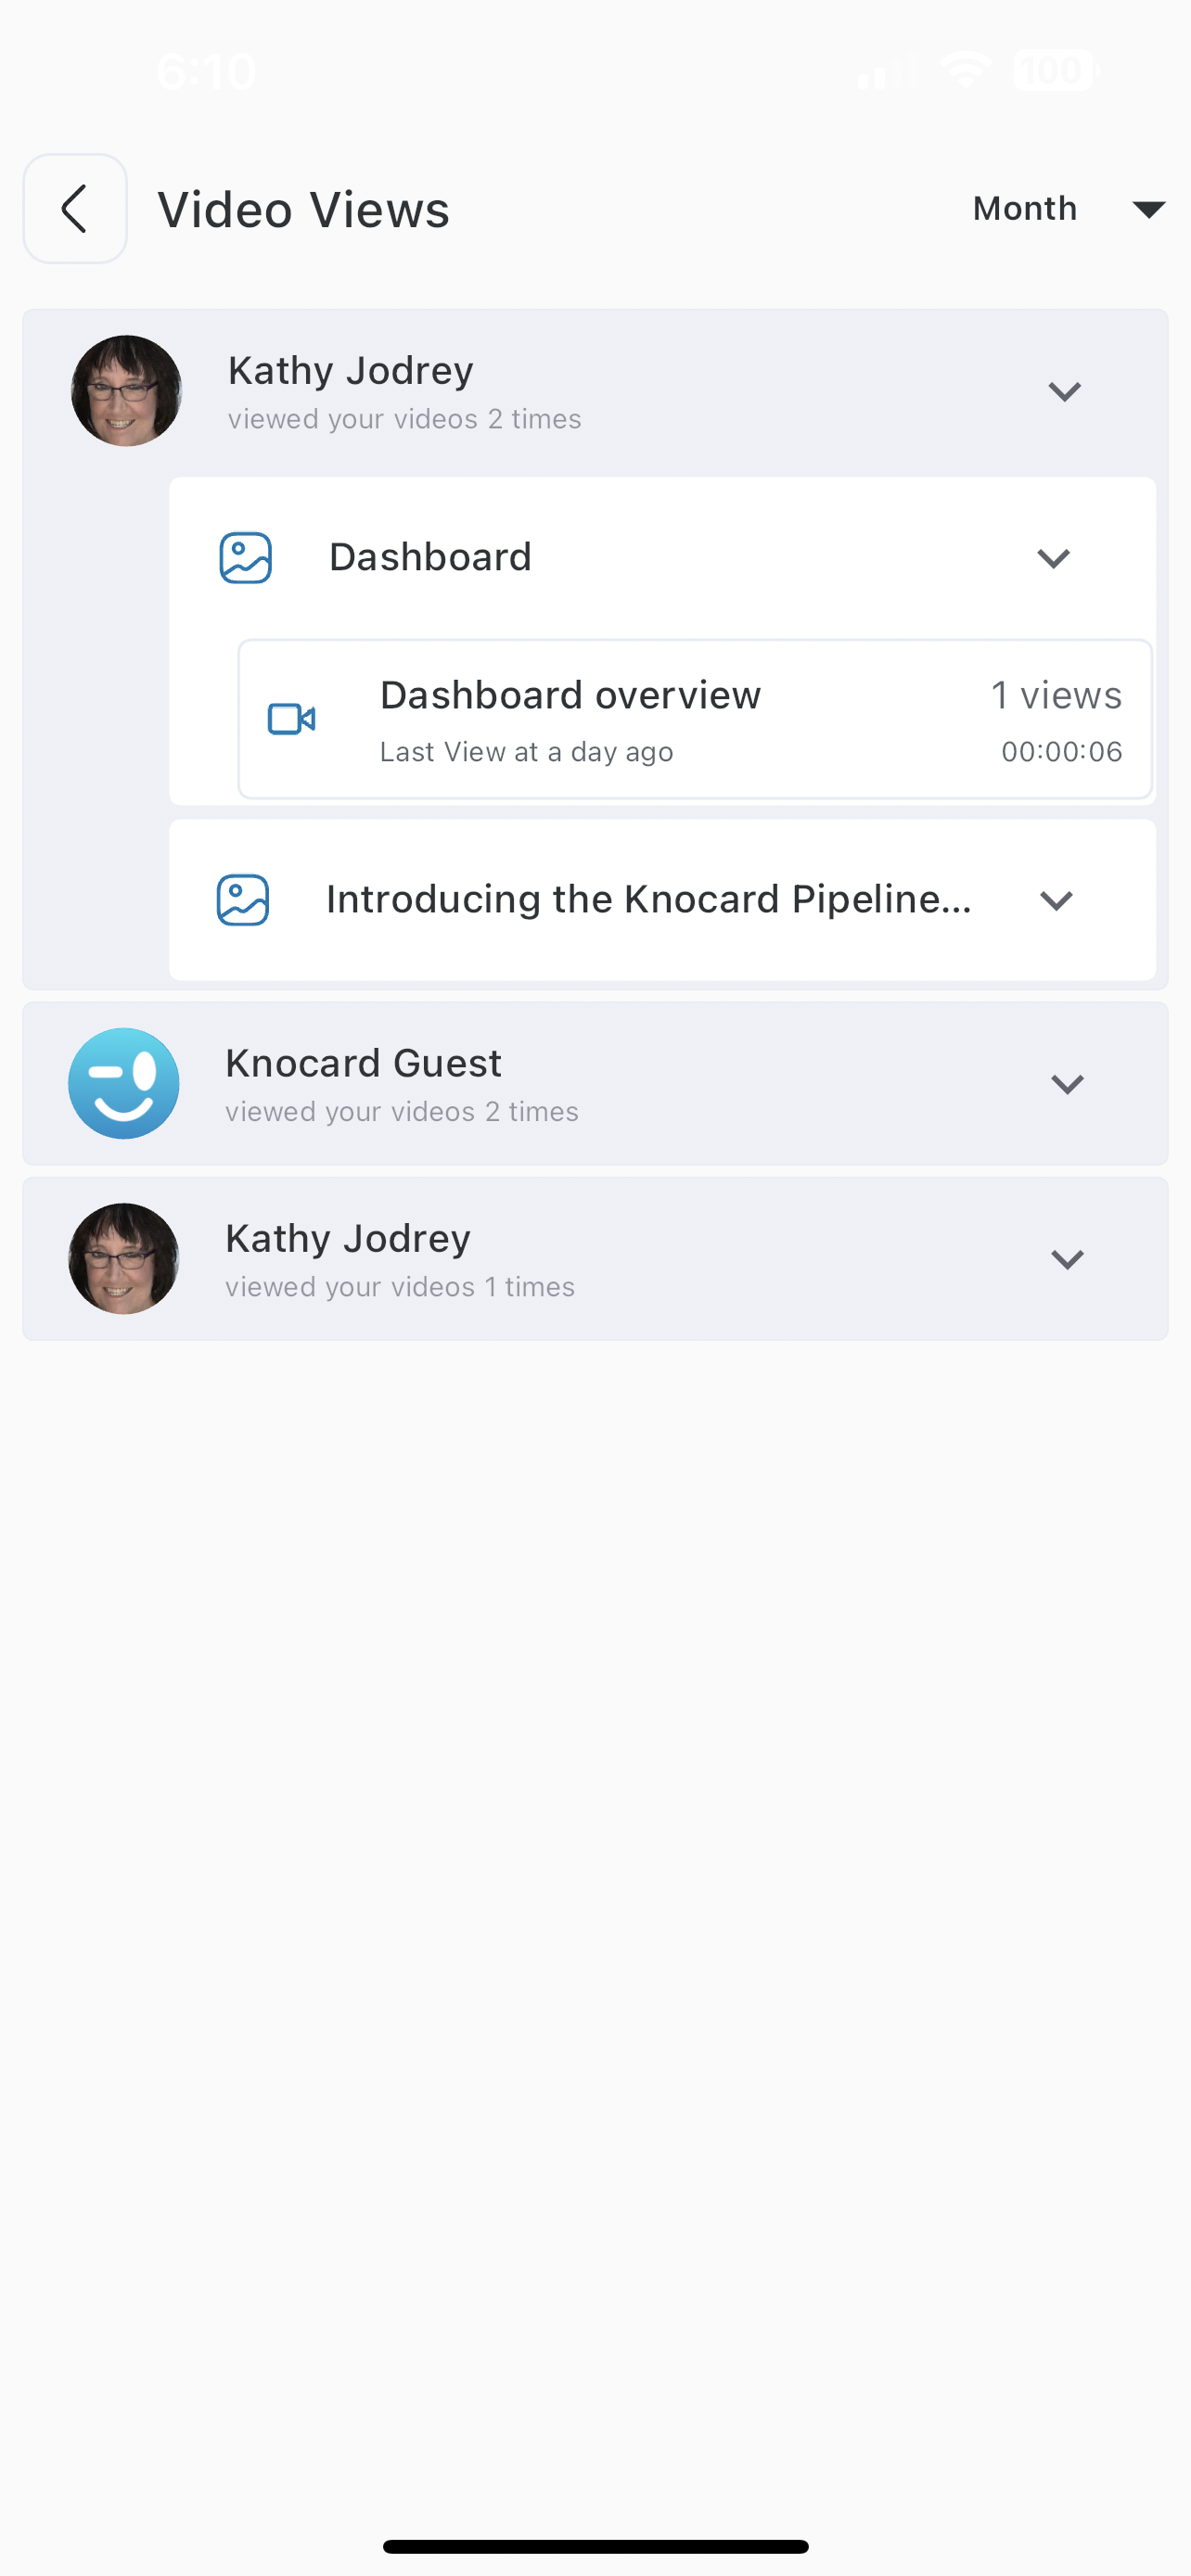 6:10
100
Video Views
Month
Kathy Jodrey
viewed your videos 2 times
Dashboard
Dashboard overview
1 views
Last View at a day ago
00:00:06
Introducing the Knocard Pipeline...
Knocard Guest
viewed your videos 2 times
Kathy Jodrey
viewed your videos 1 times